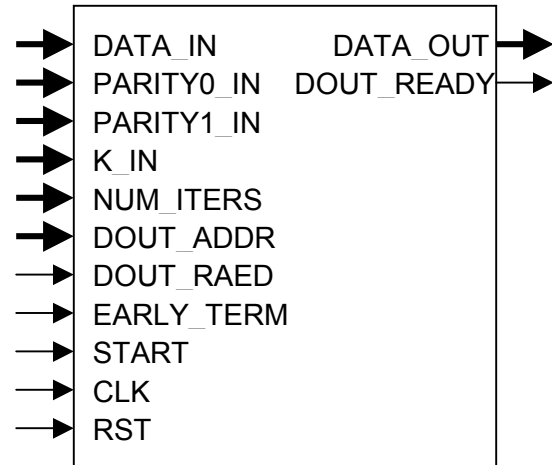 DATA_IN DATA_OUT
PARITY0_IN DOUT_READY
PARITY1_IN
K_IN
NUM_ITERS
DOUT_ADDR
DOUT_RAED
EARLY_TERM
START
CLK
RST